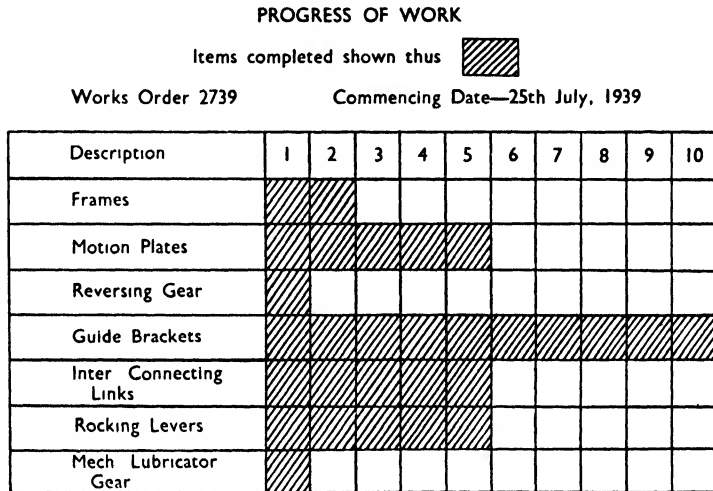 PROGRESS OF WORK
Items completed shown thus
Works Order 2739 Commencing Date—25th July, 1939
Description 1 2 3 4 5 6 7 8 9 10
Frames
Motion Plates
Reversing Gear
Guide Brackets
Inter Connecting
Links
Rocking Levers
Mech Lubricator
Gear